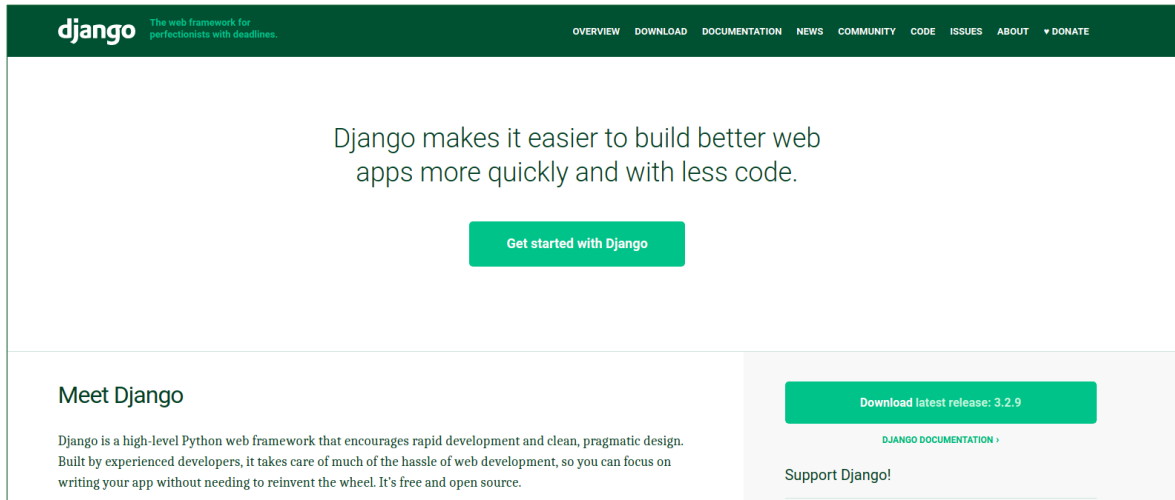 django
The web framework for
perfectionists with deadlines.
OVERVIEW DOWNLOAD DOCUMENTATION NEWS COMMUNITY CODE ISSUES ABOUT ♥ DONATE
Django makes it easier to build better web
apps more quickly and with less code.
Get started with Django
Meet Django
Django is a high-level Python web framework that encourages rapid development and clean, pragmatic design.
Built by experienced developers, it takes care of much of the hassle of web development, so you can focus on
writing your app without needing to reinvent the wheel. It's free and open source.
Download latest release: 3.2.9
DJANGO DOCUMENTATION ›
Support Django!